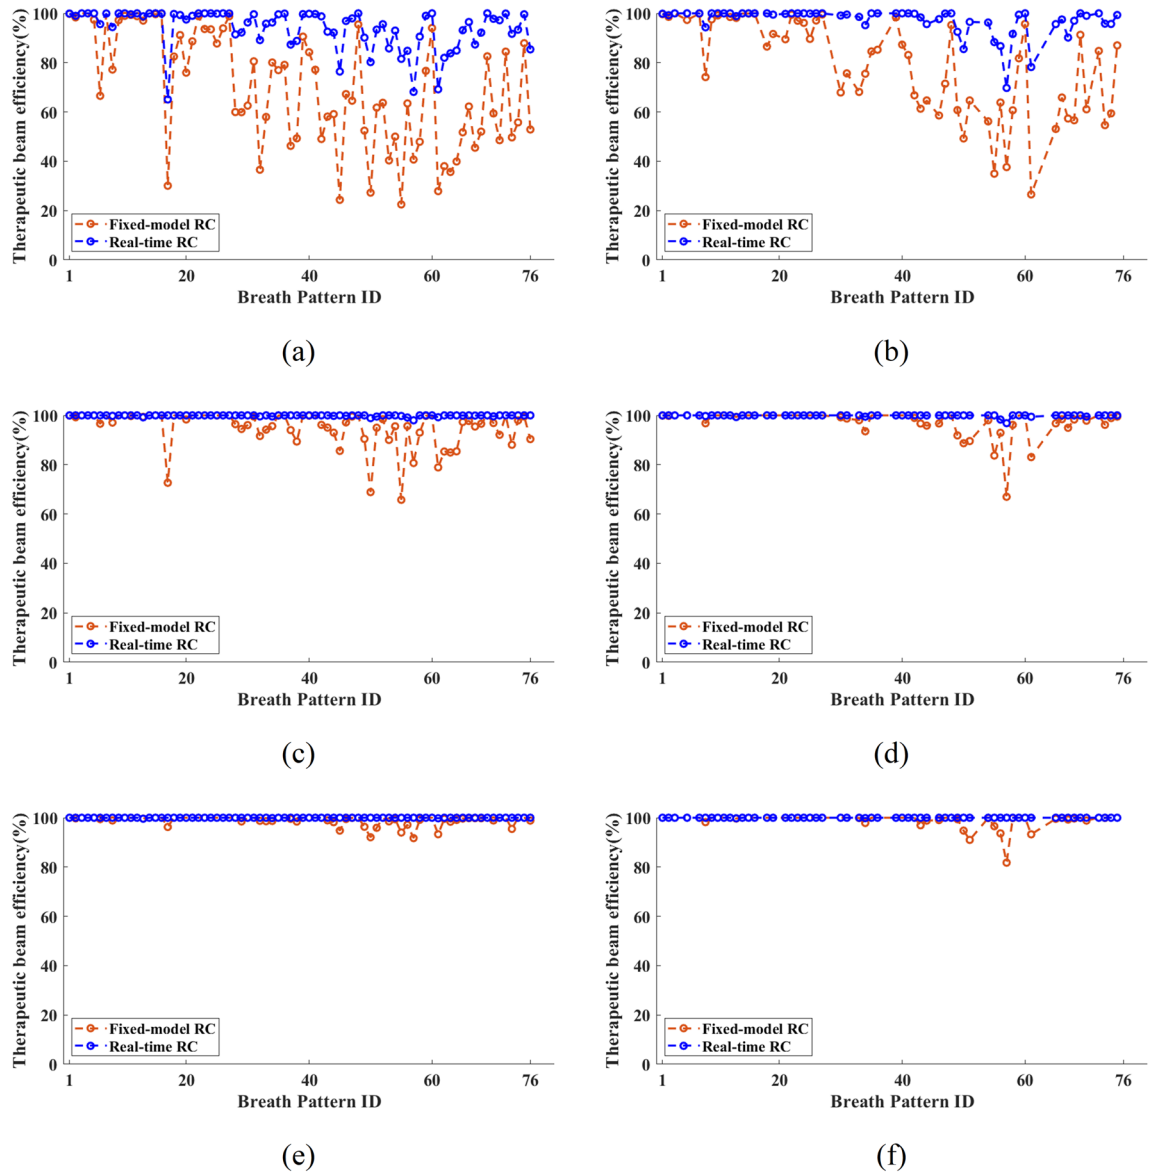 Therapeutic beam efficiency(%)
100
80
60
40
20
0
Fixed-model RC
Real-time RC
1 20 40 60 76
Breath Pattern ID
(a)
Therapeutic beam efficiency(%)
100
80
60
40
20
0
Fixed-model RC
Real-time RC
1 20 40 60 76
Breath Pattern ID
(b)
Therapeutic beam efficiency(%)
100
80
60
40
20
0
Fixed-model RC
Real-time RC
1 20 40 60 76
Breath Pattern ID
(c)
Therapeutic beam efficiency(%)
100
80
60
40
20
0
Fixed-model RC
Real-time RC
1 20 40 60 76
Breath Pattern ID
(d)
Therapeutic beam efficiency(%)
100
80
60
40
20
0
Fixed-model RC
Real-time RC
1 20 40 60 76
Breath Pattern ID
(e)
Therapeutic beam efficiency(%)
100
80
60
40
20
0
Fixed-model RC
Real-time RC
1 20 40 60 76
Breath Pattern ID
(f)